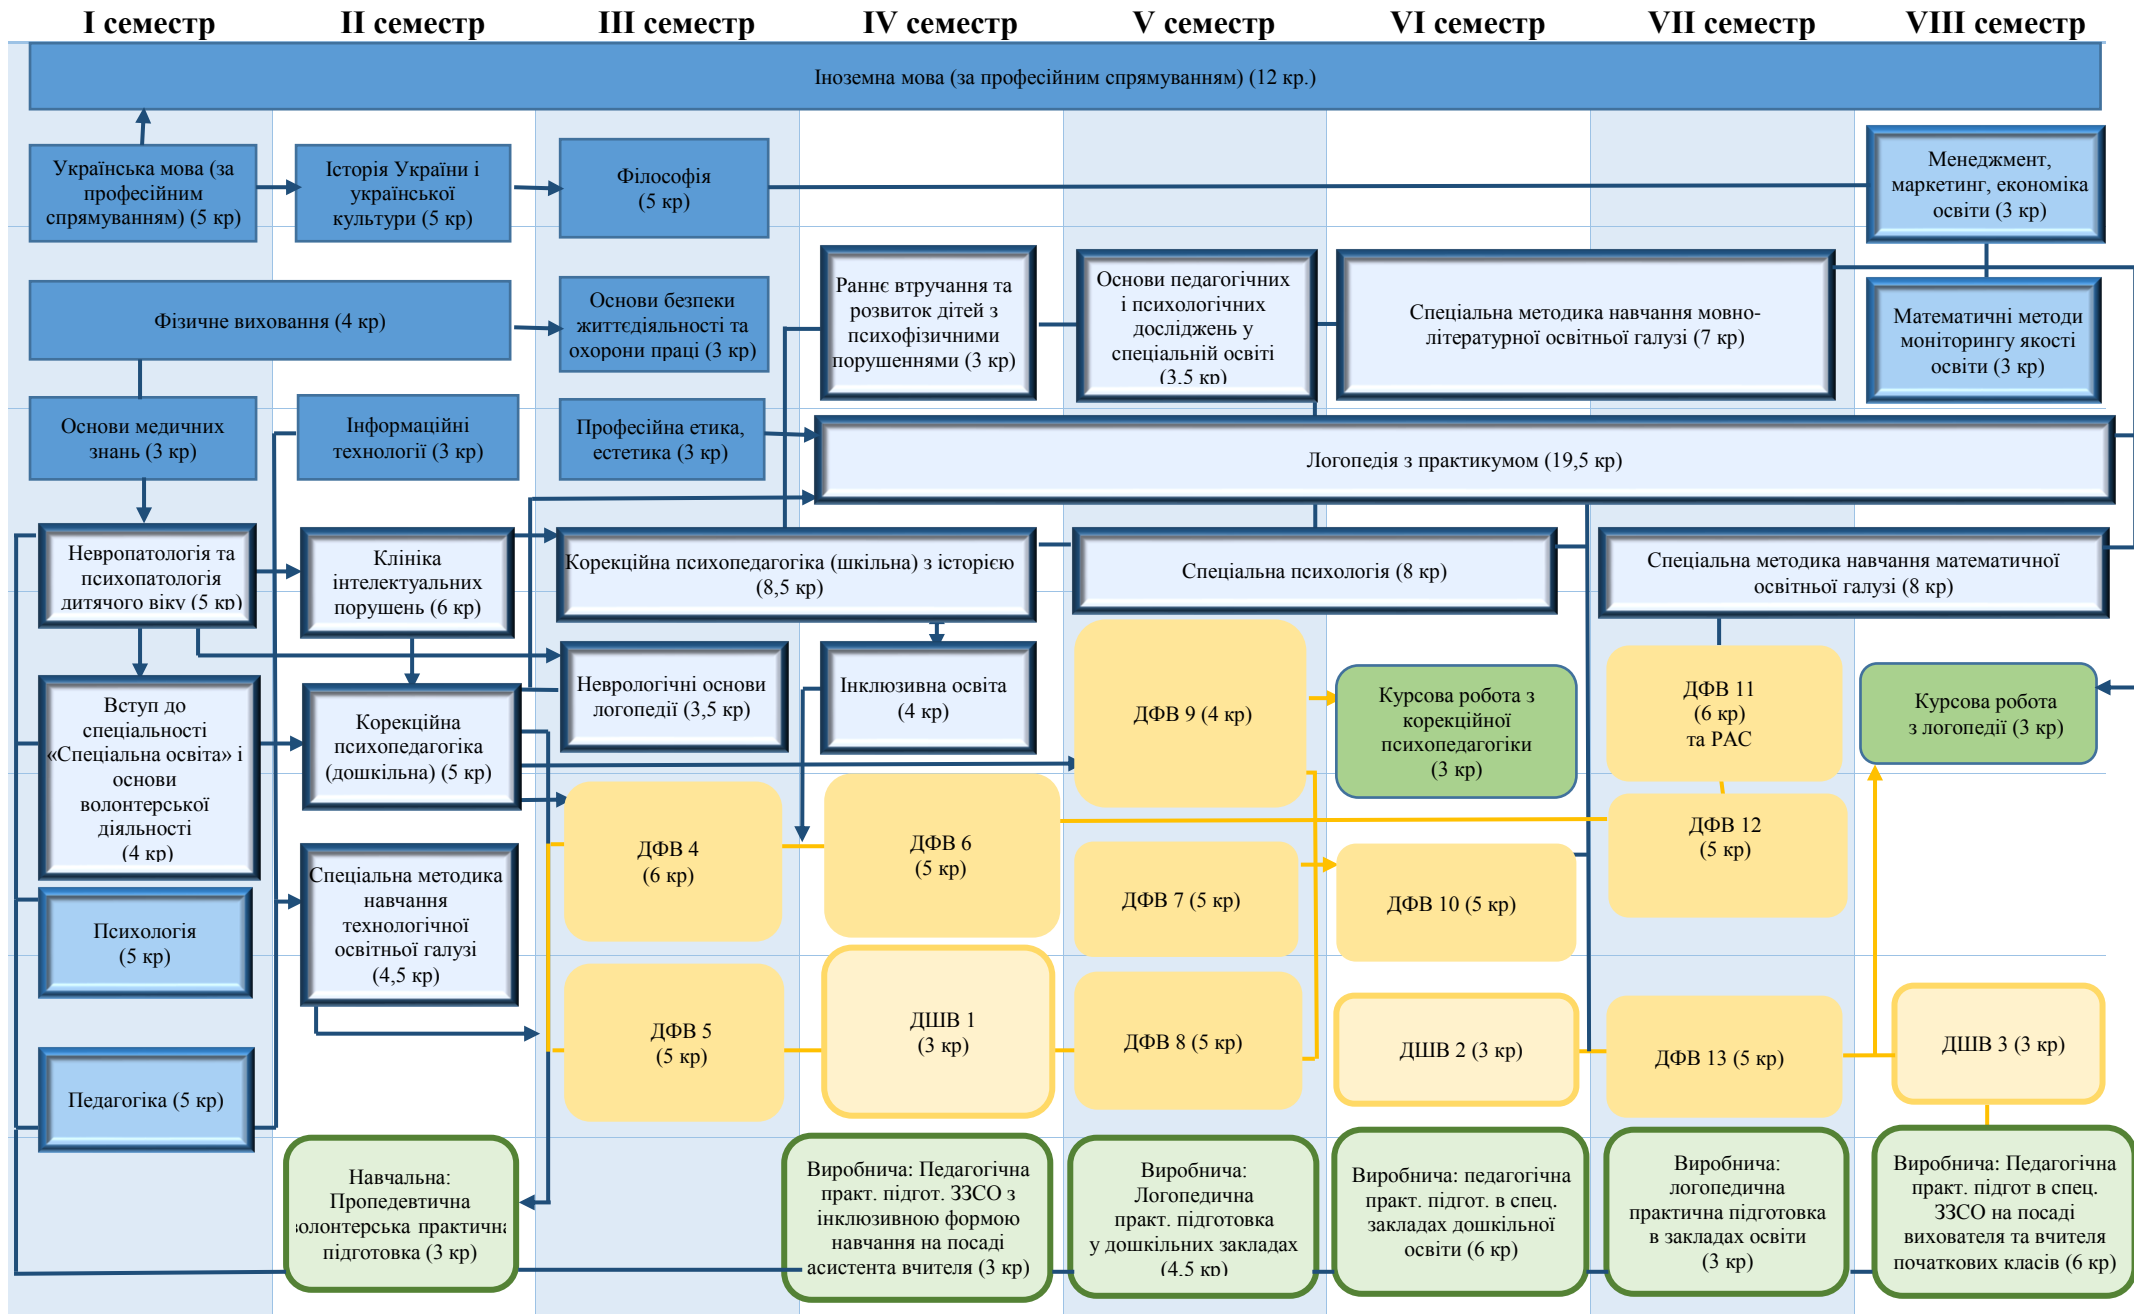 I семестр
II семестр
III семестр
IV семестр
V семестр
VI семестр
VII семестр
VIII семестр
Іноземна мова (за професійним спрямуванням) (12 кр.)
Українська мова (за
професійним
спрямуванням) (5 кр)
Історія України і
української
культури (5 кр)
Філософія
(5 кр)
Менеджмент,
маркетинг, економіка
освіти (3 кр)
Фізичне виховання (4 кр)
Основи безпеки
життєдіяльності та
охорони праці (3 кр)
Раннє втручання та
розвиток дітей з
психофізичними
порушеннями (3 кр)
Основи педагогічних
і психологічних
досліджень у
спеціальній освіті
(3,5 кр)
Спеціальна методика навчання мовно-
літературної освітньої галузі (7 кр)
Математичні методи
моніторингу якості
освіти (3 кр)
Основи медичних
знань (3 кр)
Інформаційні
технології (3 кр)
Професійна етика,
естетика (3 кр)
Логопедія з практикумом (19,5 кр)
Невропатологія та
психопатологія
дитячого віку (5 кр)
Клініка
інтелектуальних
порушень (6 кр)
Корекційна психопедагогіка (шкільна) з історією
(8,5 кр)
Спеціальна психологія (8 кр)
Спеціальна методика навчання математичної
освітньої галузі (8 кр)
Вступ до
спеціальності
«Спеціальна освіта» і
основи
волонтерської
діяльності
(4 кр)
Корекційна
психопедагогіка
(дошкільна) (5 кр)
Неврологічні основи
логопедії (3,5 кр)
Інклюзивна освіта
(4 кр)
ДФВ 9 (4 кр)
Курсова робота з
корекційної
психопедагогіки
(3 кр)
ДФВ 11
(6 кр)
та РАС
Курсова робота
з логопедії (3 кр)
Спеціальна методика
навчання
технологічної
освітньої галузі
(4,5 кр)
ДФВ 4
(6 кр)
ДФВ 6
(5 кр)
ДФВ 7 (5 кр)
ДФВ 10 (5 кр)
ДФВ 12
(5 кр)
Психологія
(5 кр)
Педагогіка (5 кр)
ДФВ 5
(5 кр)
ДШВ 1
(3 кр)
ДФВ 8 (5 кр)
ДШВ 2 (3 кр)
ДФВ 13 (5 кр)
ДШВ 3 (3 кр)
Навчальна:
Пропедевтична
волонтерська практична
підготовка (3 кр)
Виробнича: Педагогічна
практ. підгот. ЗЗСО з
інклюзивною формою
навчання на посаді
асистента вчителя (3 кр)
Виробнича:
Логопедична
практ. підготовка
у дошкільних закладах
(4,5 кр)
Виробнича: педагогічна
практ. підгот. в спец.
закладах дошкільної
освіти (6 кр)
Виробнича:
логопедична
практична підготовка
в закладах освіти
(3 кр)
Виробнича: Педагогічна
практ. підгот в спец.
ЗЗСО на посаді
вихователя та вчителя
початкових класів (6 кр)